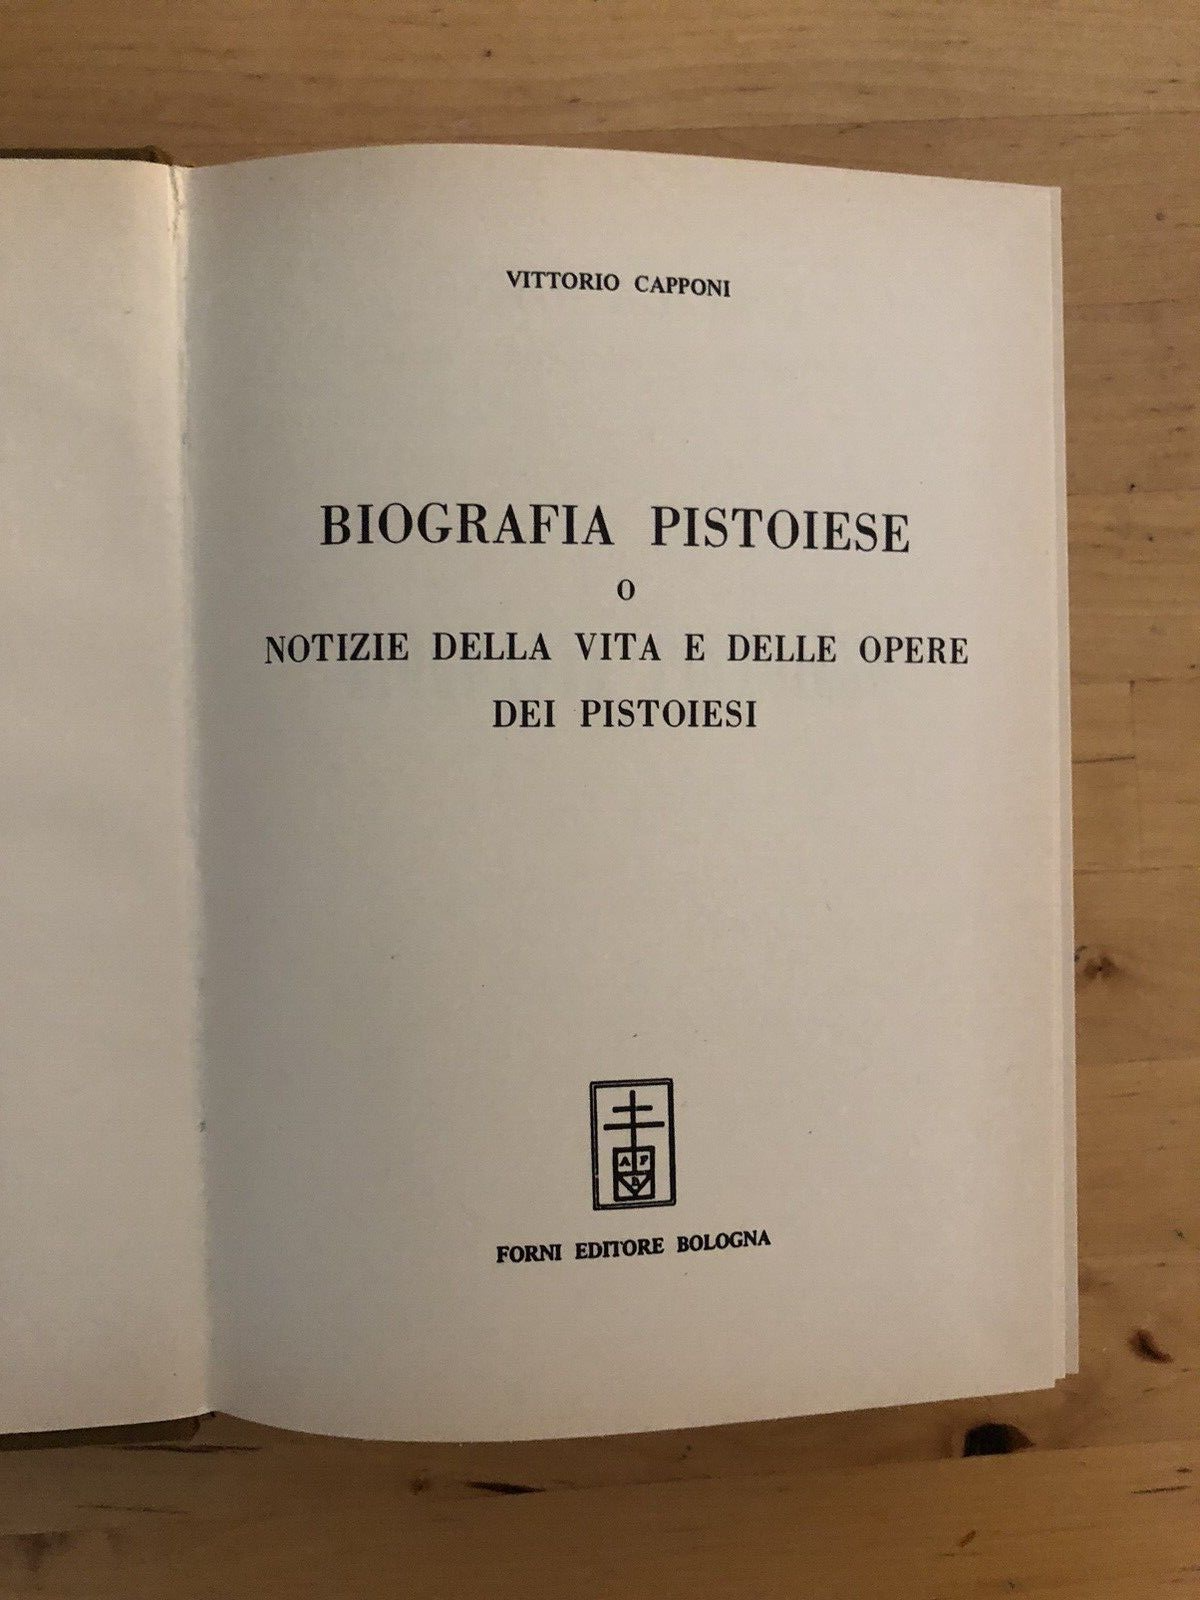 VITTORIO CAPPONI
BIOGRAFIA PISTOIESE
O
NOTIZIE DELLA VITA E DELLE OPERE
DEI PISTOIESI
A F
B
FORNI EDITORE BOLOGNA